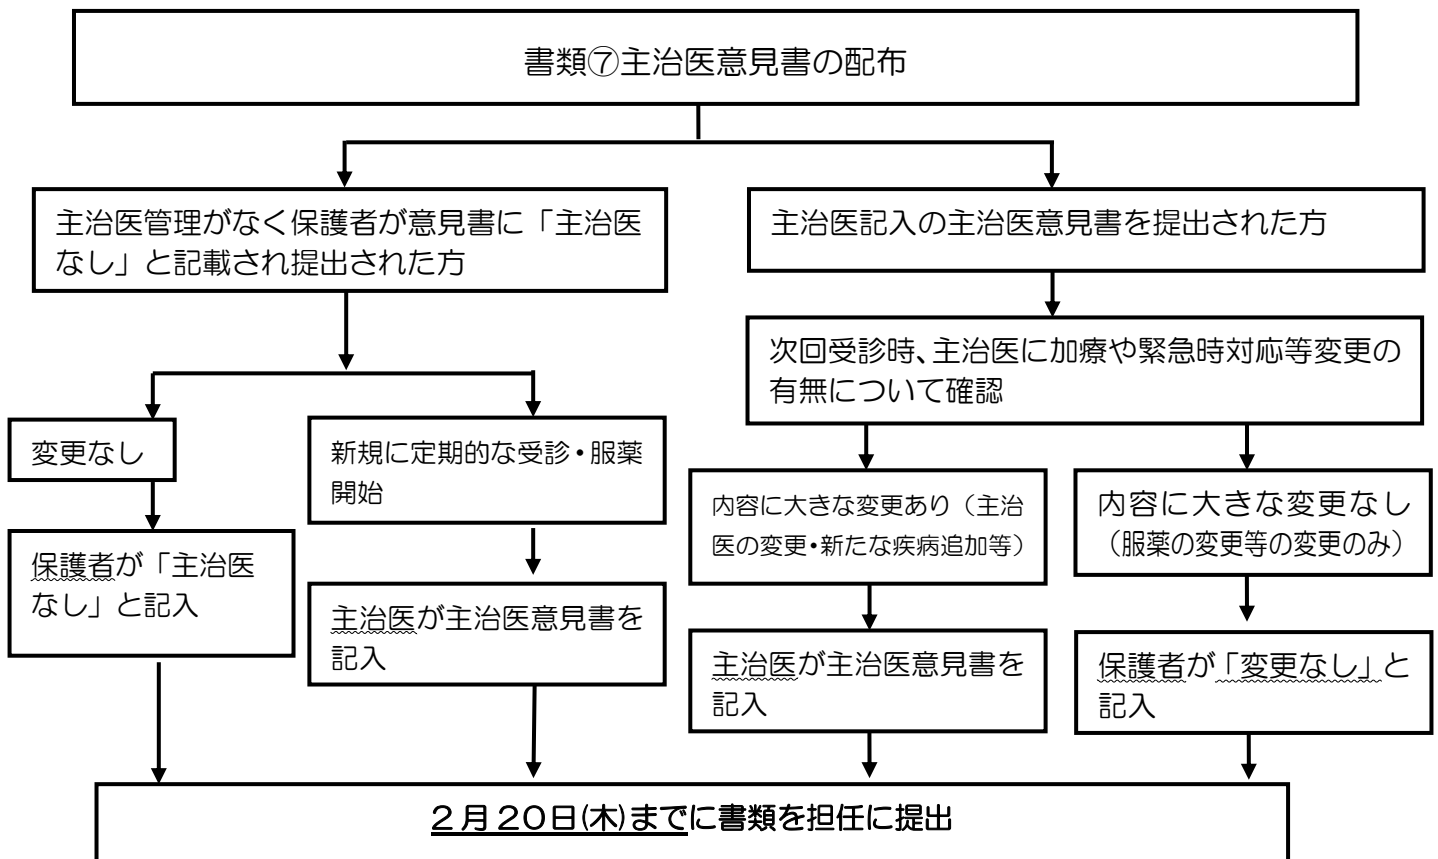 書類⑦主治医意見書の配布
主治医管理がなく保護者が意見書に「主治医
なし」と記載され提出された方
主治医記入の主治医意見書を提出された方
次回受診時、主治医に加療や緊急時対応等変更の
有無について確認
変更なし
新規に定期的な受診・服薬
開始
内容に大きな変更あり（主治
医の変更・新たな疾病追加等）
内容に大きな変更なし
（服薬の変更等の変更のみ）
保護者が「主治医
なし」と記入
主治医が主治医意見書を
記入
主治医が主治医意見書を
記入
保護者が「変更なし」と
記入
２月２０日(木)までに書類を担任に提出